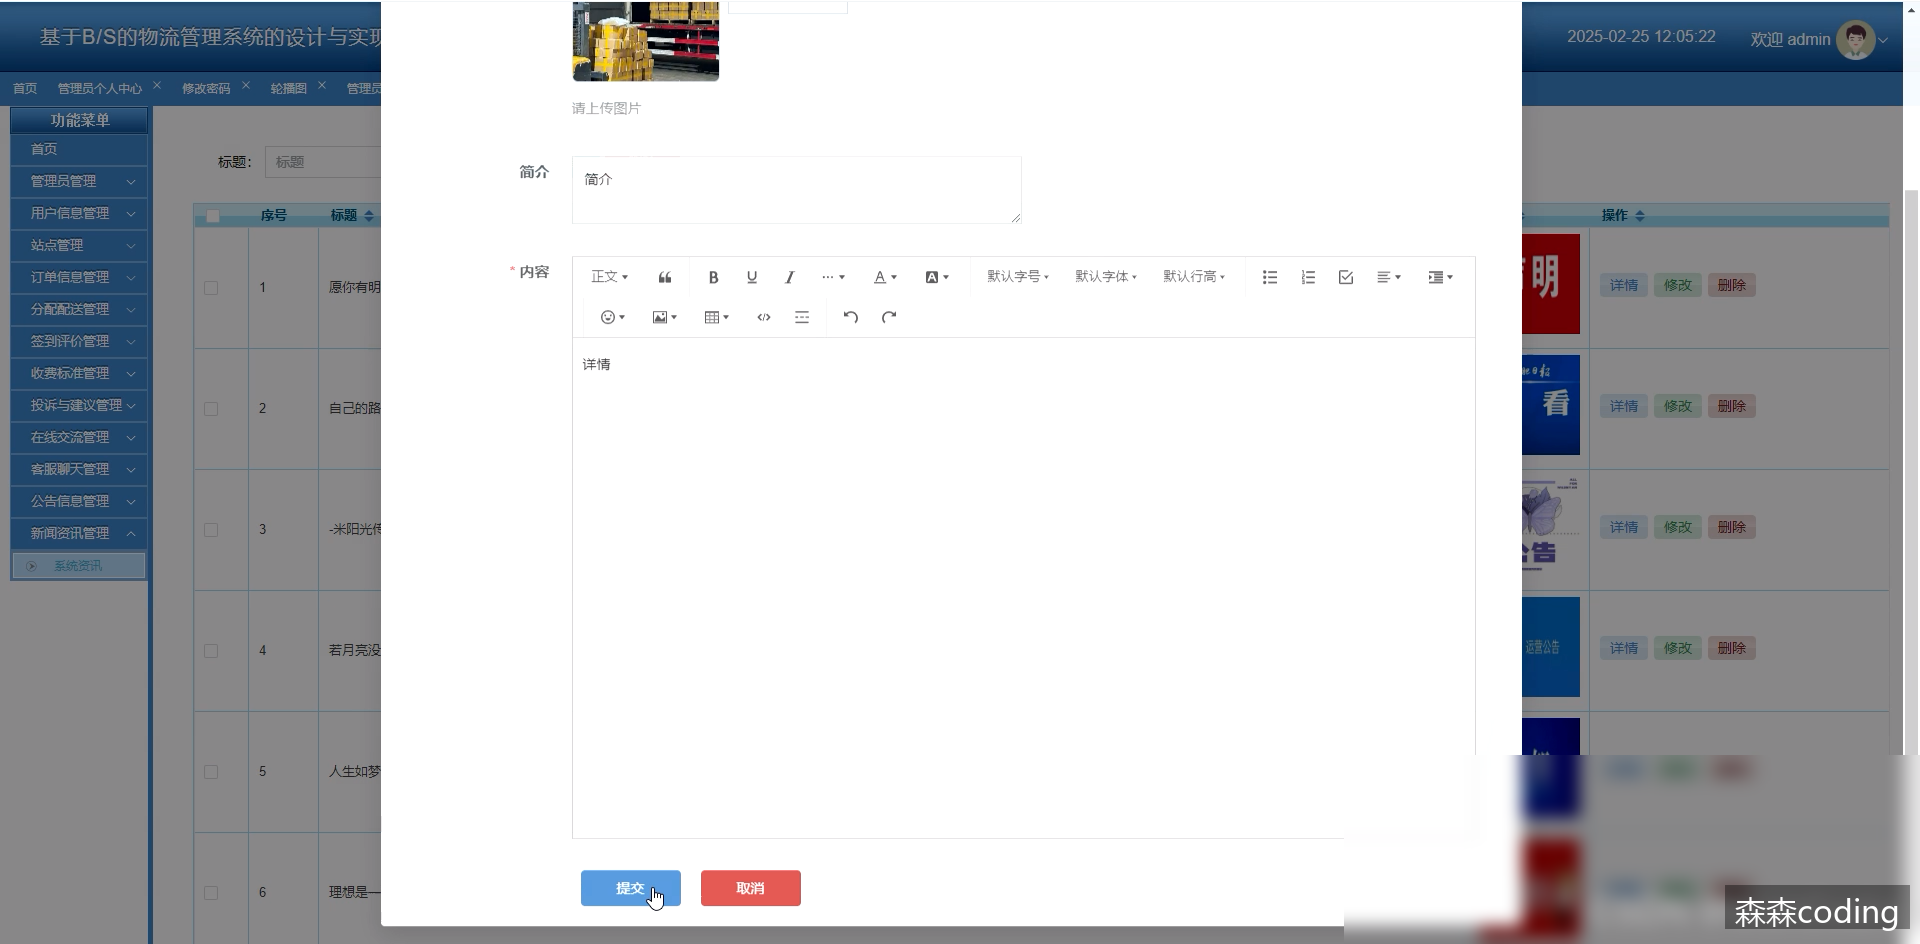 基于B/S的物流管理系统的设计与实现
2025-02-25 12:05:22
欢迎 admin
首页
管理员个人中心
修改密码
轮播图
管理员
功能菜单
首页
管理员管理
用户信息管理
站点管理
订单信息管理
分配配送管理
签到评价管理
收费标准管理
投诉与建议管理
在线交流管理
客服聊天管理
公告信息管理
新闻资讯管理
系统资讯
标题：
标题
序号
标题
操作
1
愿你有明
明
详情
修改
删除
2
自己的路
看
详情
修改
删除
3
-米阳光传
公告
详情
修改
删除
4
若月亮没
运营公告
详情
修改
删除
5
人生如梦
6
理想是一
请上传图片
简介
简介
* 内容
正文
B
U
I
A
A
默认字号
默认字体
默认行高
详情
提交
取消
森森coding